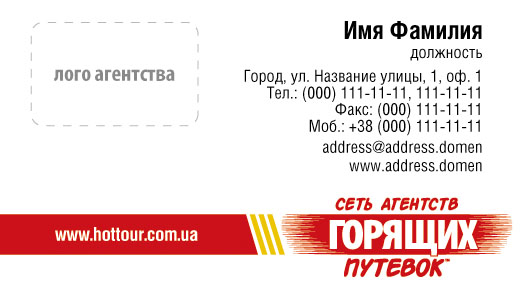 лого агентства
Имя Фамилия
должность
Город, ул. Название улицы, 1, оф. 1
Тел.: (000) 111-11-11, 111-11-11
Факс: (000) 111-11-11
Моб.: +38 (000) 111-11-11
address@address.domen
www.address.domen
www.hottour.com.ua
СЕТЬ АГЕНТСТВ
ГОРЯЩИХ
ПУТЕВОК™